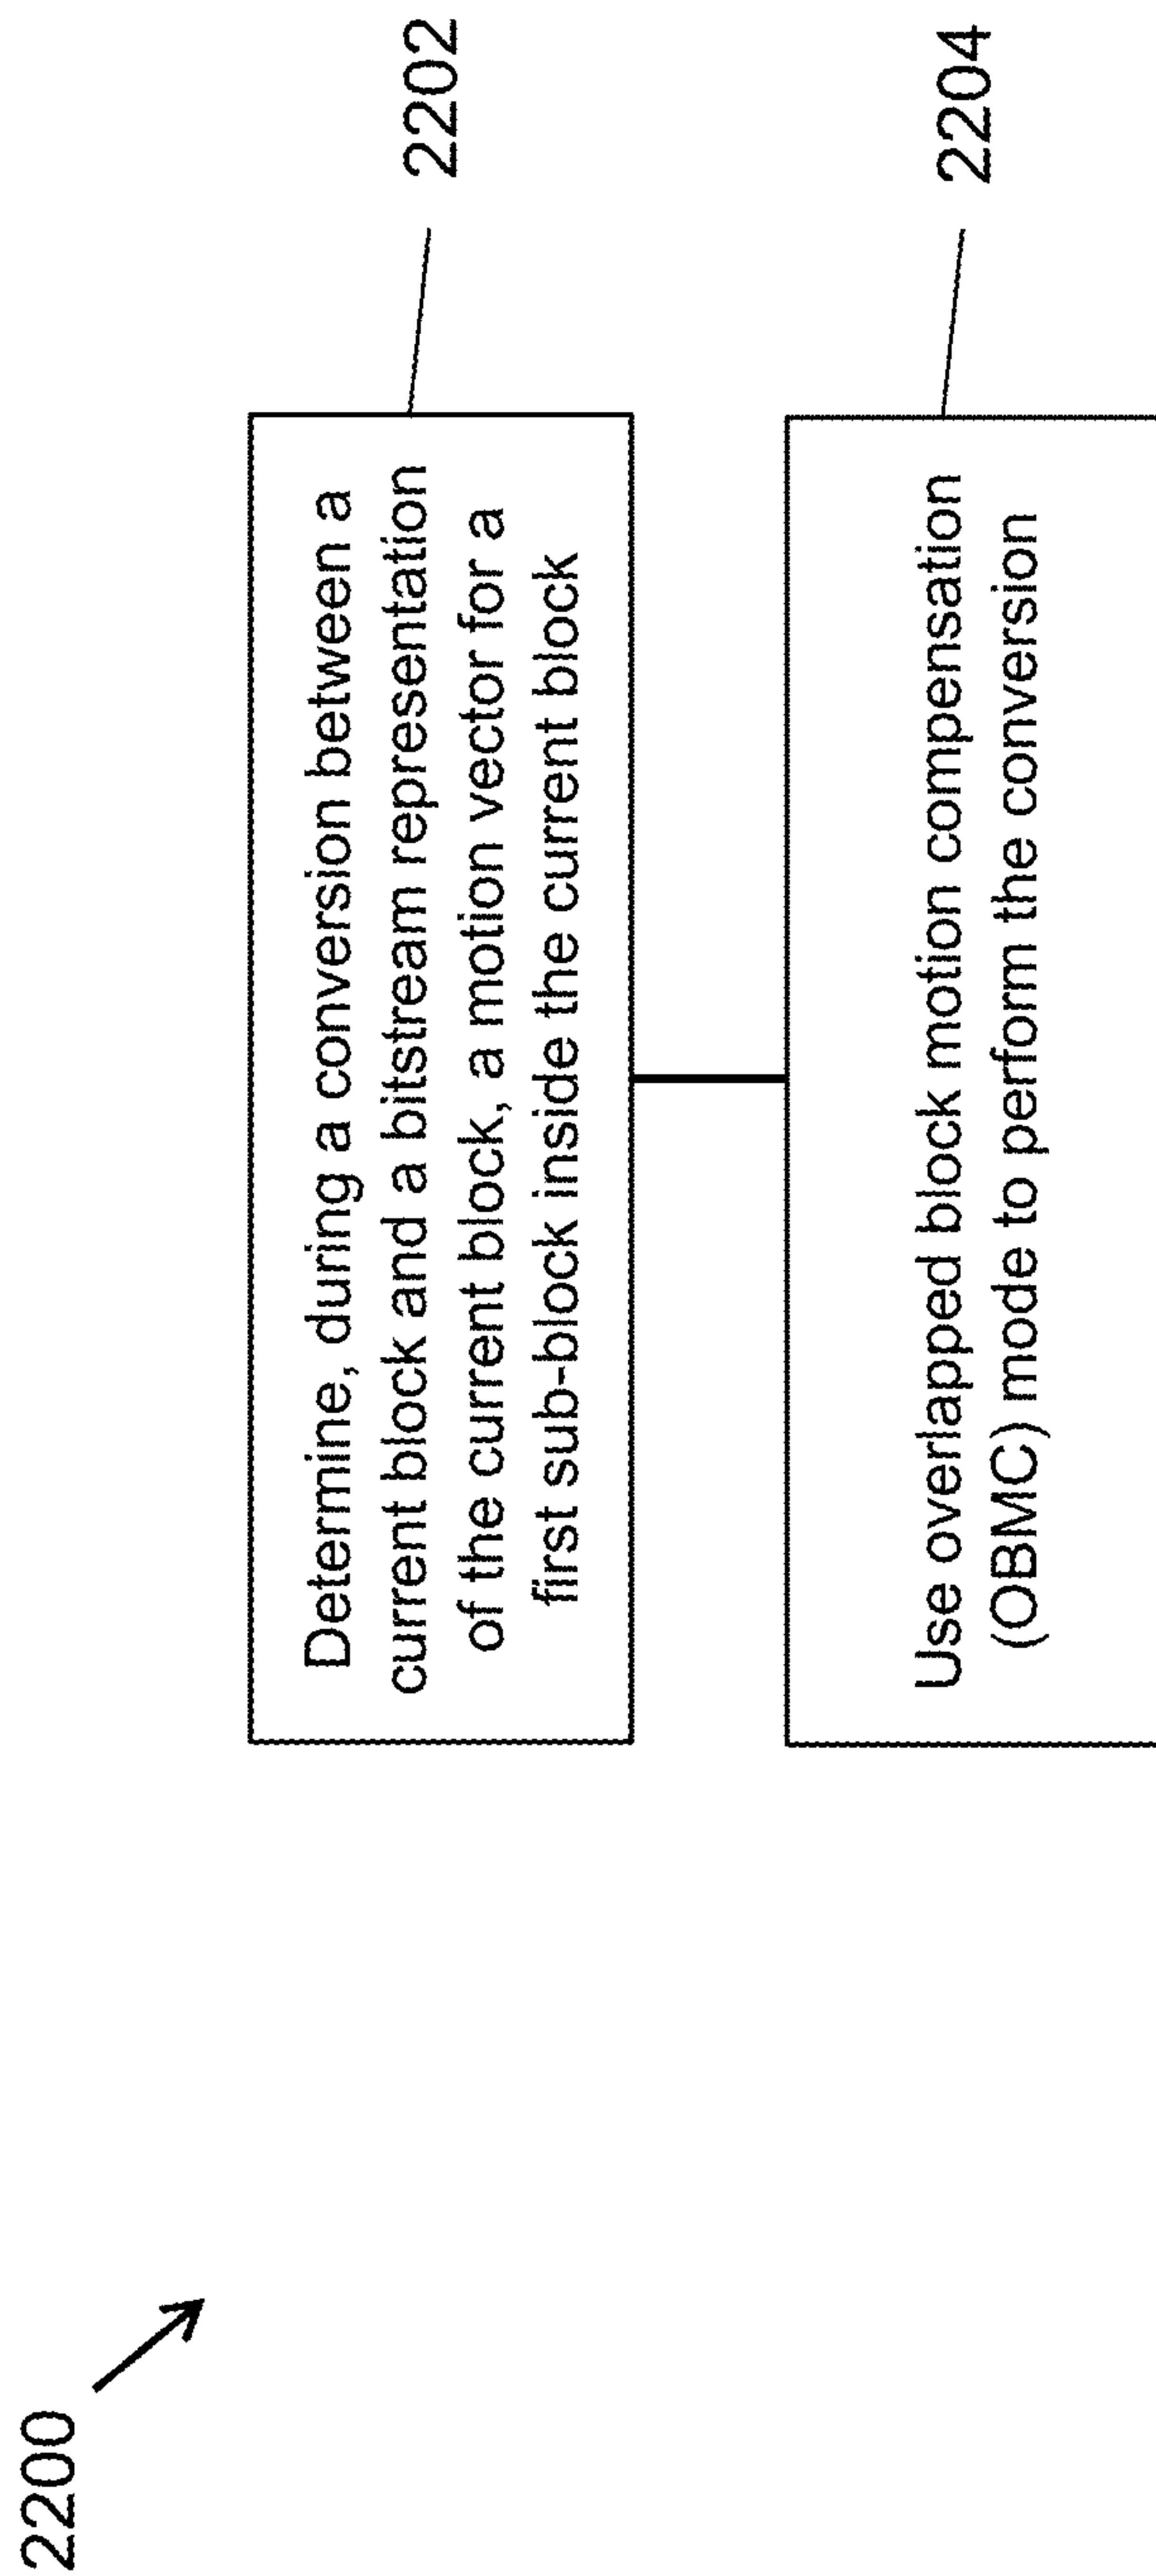 2200
Determine, during a conversion between a
current block and a bitstream representation
of the current block, a motion vector for a
first sub-block inside the current block
2202
Use overlapped block motion compensation
(OBMC) mode to perform the conversion
2204